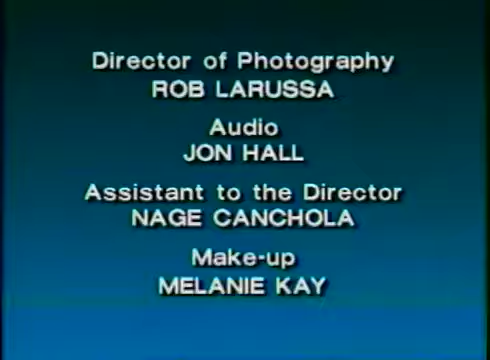 Director of Photography
ROB LARUSSA
Audio
JON HALL
Assistant to the Director
NAGE CANCHOLA
Make-up
MELANIE KAY